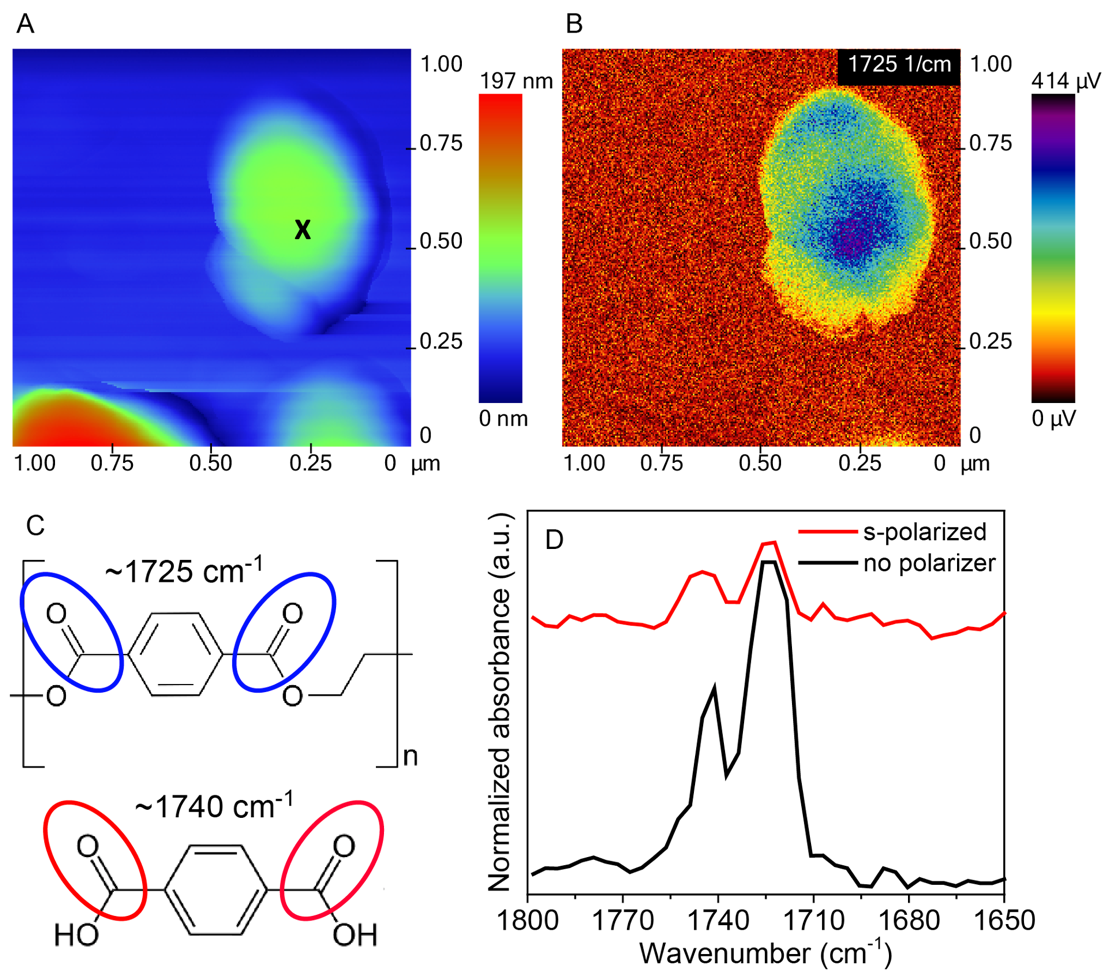 A
1.00
0.75
0.50
0.25
0
1.00 0.75 0.50 0.25 0 µm
197 nm
0 nm
X
B
1725 1/cm
1.00
0.75
0.50
0.25
0
1.00 0.75 0.50 0.25 0 µm
414 µV
0 µV
C
~1725 cm-1
O O
O O
n
~1740 cm-1
O O
HO OH
D
s-polarized
no polarizer
Normalized absorbance (a.u.)
1800 1770 1740 1710 1680 1650
Wavenumber (cm-1)